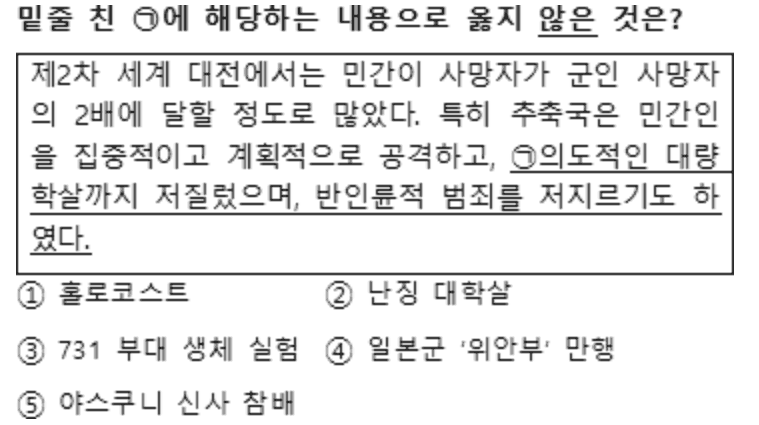 밑줄 친 ㉠에 해당하는 내용으로 옳지 않은 것은?
제2차 세계 대전에서는 민간이 사망자가 군인 사망자
의 2배에 달할 정도로 많았다. 특히 추축국은 민간인
을 집중적이고 계획적으로 공격하고, ㉠의도적인 대량
학살까지 저질렀으며, 반인륜적 범죄를 저지르기도 하
였다.
① 홀로코스트 ② 난징 대학살
③ 731 부대 생체 실험 ④ 일본군 '위안부' 만행
⑤ 야스쿠니 신사 참배